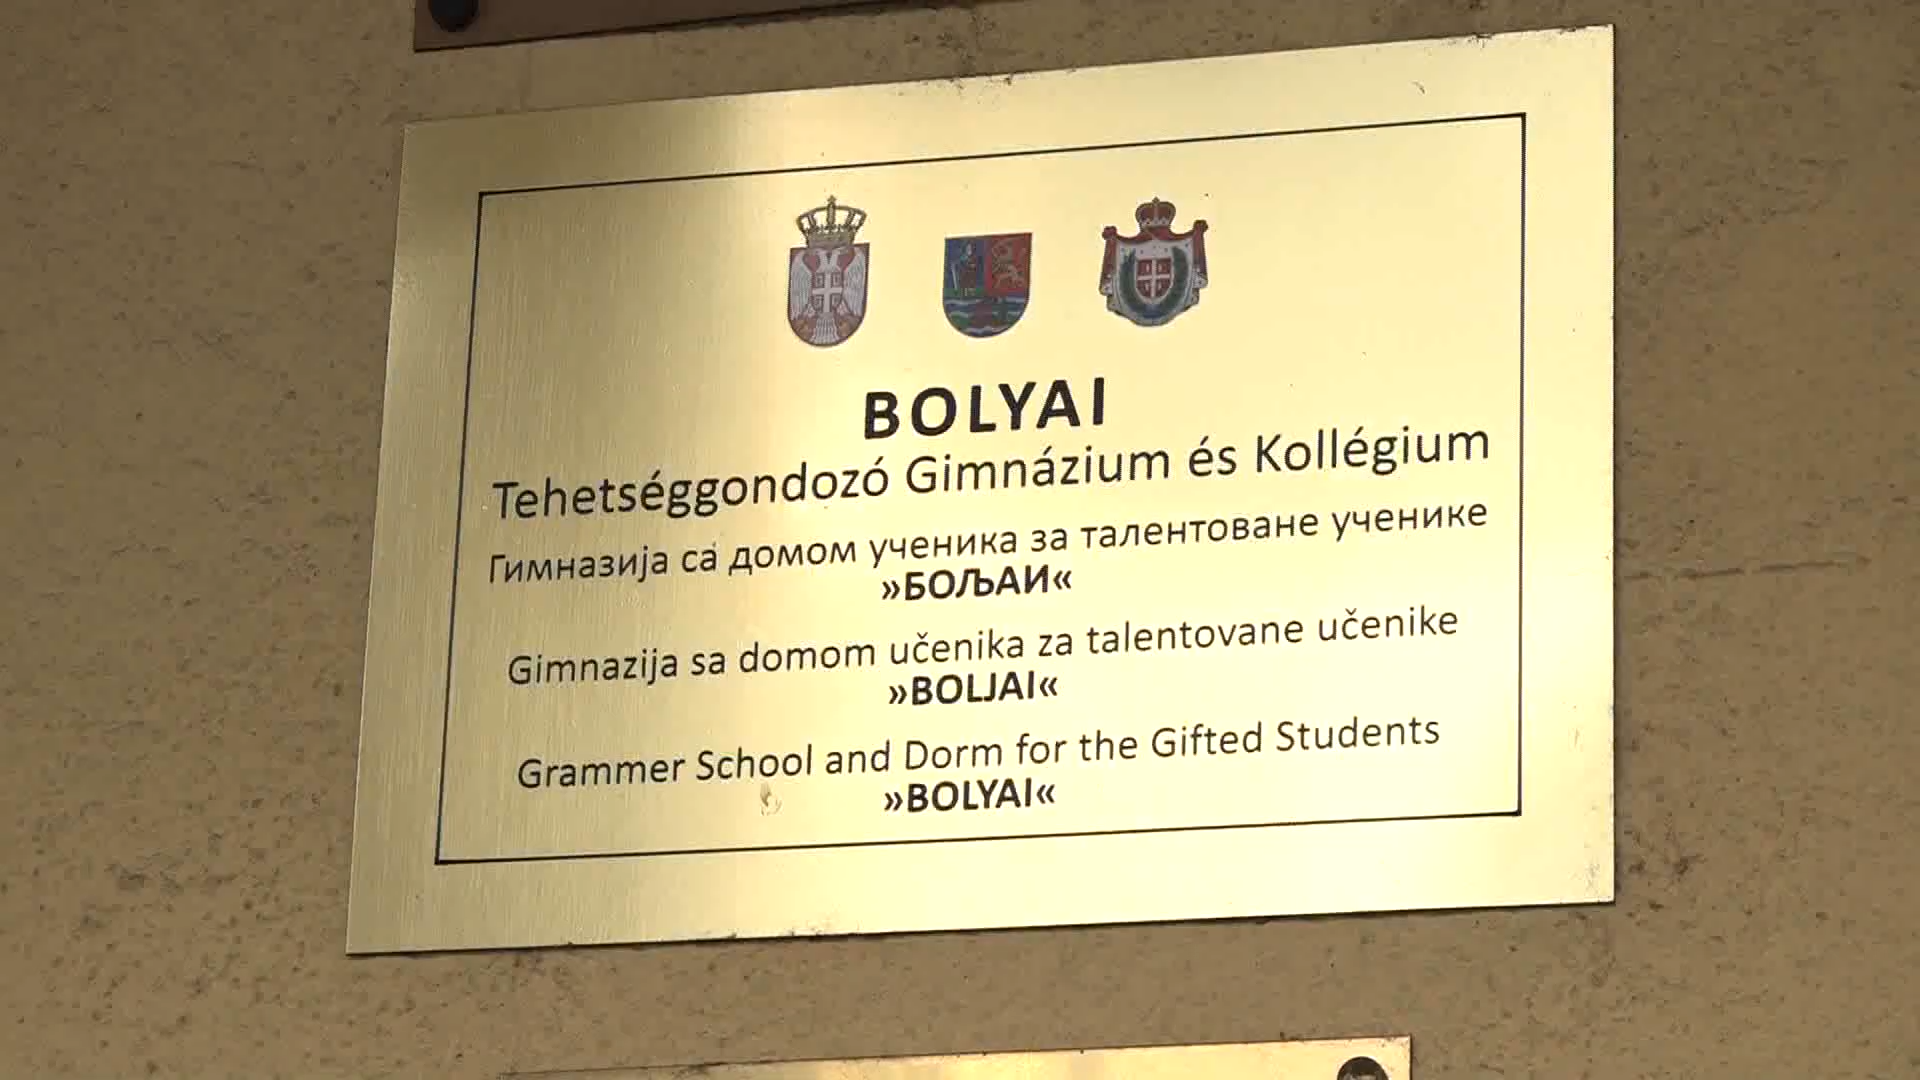 BOLYAI
Tehetséggondozó Gimnázium és Kollégium
Гимназија са домом ученика за талентоване ученике
»БОЉАИ«
Gimnazija sa domom učenika za talentovane učenike
»BOLJAI«
Grammer School and Dorm for the Gifted Students
»BOLYAI«